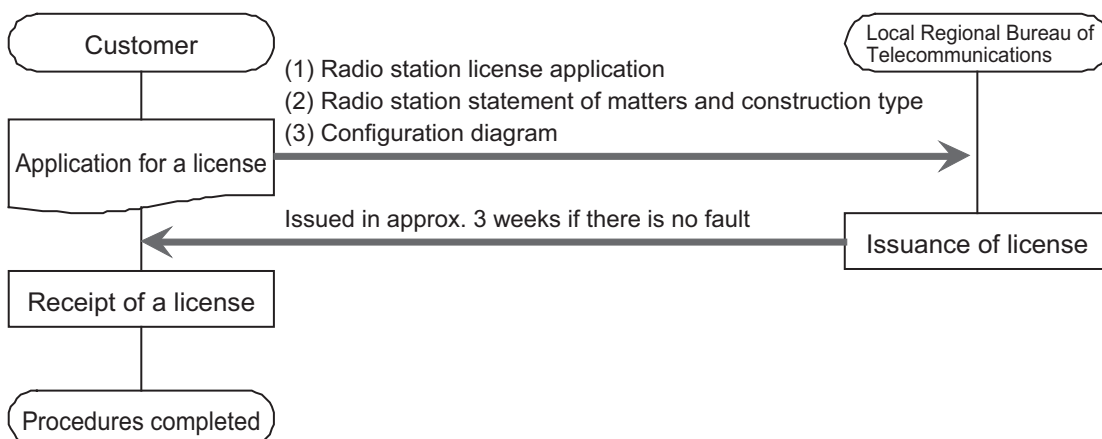 Customer
Local Regional Bureau of
Telecommunications
(1) Radio station license application
(2) Radio station statement of matters and construction type
(3) Configuration diagram
Application for a license
Issued in approx. 3 weeks if there is no fault
Issuance of license
Receipt of a license
Procedures completed